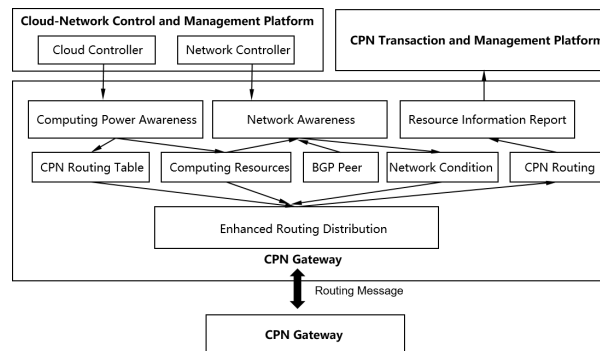 Cloud-Network Control and Management Platform
CPN Transaction and Management Platform
Cloud Controller
Network Controller
Computing Power Awareness
Network Awareness
Resource Information Report
CPN Routing Table
Computing Resources
BGP Peer
Network Condition
CPN Routing
Enhanced Routing Distribution
CPN Gateway
Routing Message
CPN Gateway